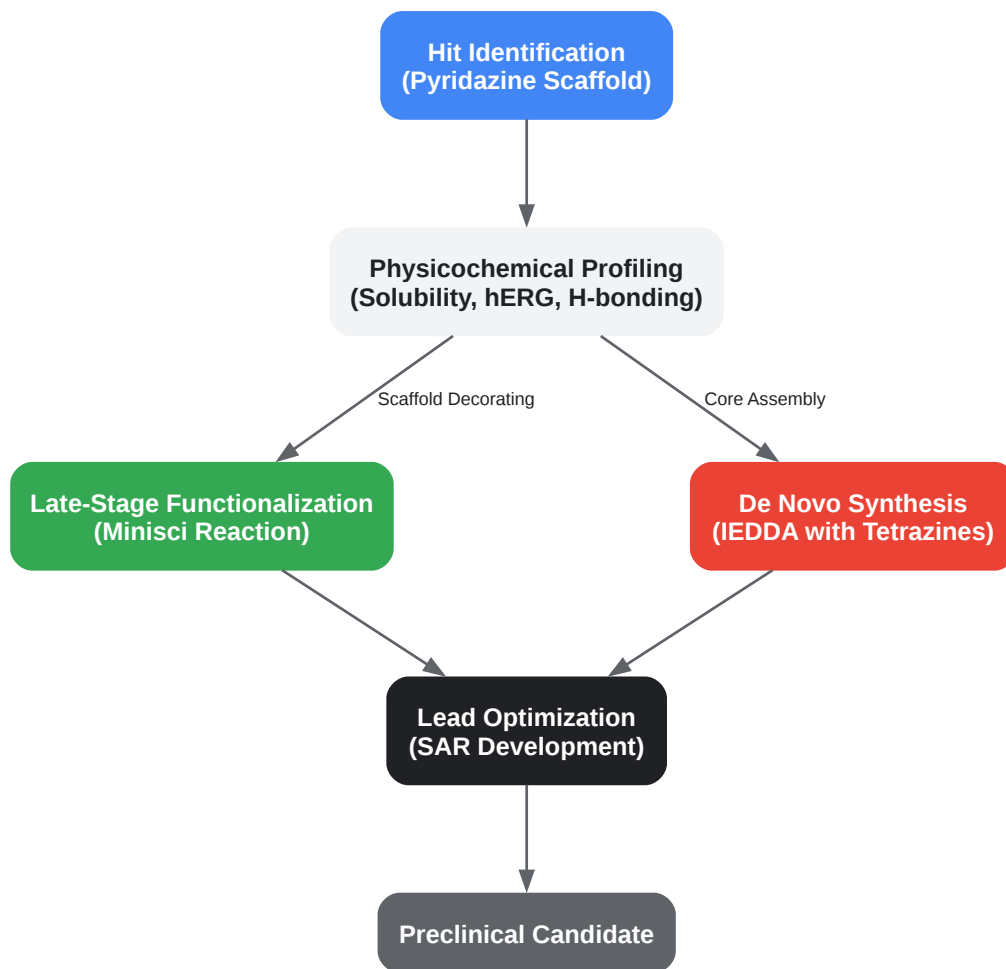 Hit Identification
(Pyridazine Scaffold)
Physicochemical Profiling
(Solubility, hERG, H-bonding)
Scaffold Decorating
Core Assembly
Late-Stage Functionalization
(Minisci Reaction)
De Novo Synthesis
(IEDDA with Tetrazines)
Lead Optimization
(SAR Development)
Preclinical Candidate